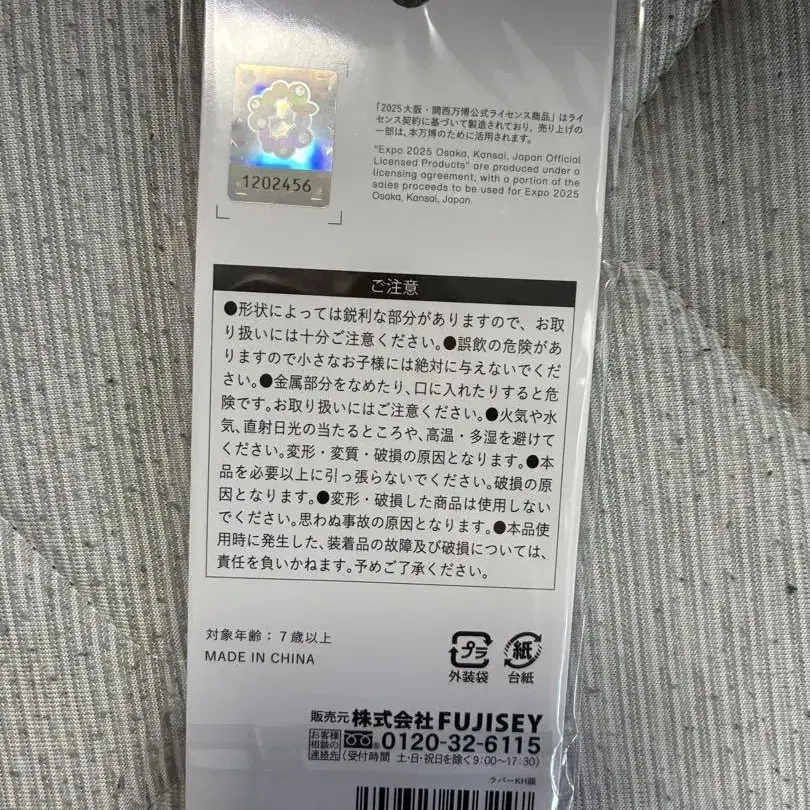 「2025大阪・関西万博公式ライセンス商品」はライ
センス契約に基づいて製造されており、売り上げの
一部は、本万博のために活用されます。
"Expo 2025 Osaka, Kansai, Japan Official
Licensed Products" are produced under a
licensing agreement; with a portion of the
sales proceeds to be used for Expo 2025
Osaka, Kansai, Japan.
1202456
ご注意
●形状によっては鋭利な部分がありますので、お取
り扱いには十分ご注意ください。●誤飲の危険があ
りますので小さなお子様には絶対に与えないでくだ
さい。●金属部分をなめたり、口に入れたりすると危
険です。お取り扱いにはご注意ください。●火気や水
気、直射日光の当たるところや、高温・多湿を避けて
ください。変形・変質・破損の原因となります。●本
品を必要以上に引っ張らないでください。破損の原
因となります。●変形・破損した商品は使用しない
でください。思わぬ事故の原因となります。●本品使
用時に発生した、装着品の故障及び破損については、
責任を負いかねます。予めご了承ください。
対象年齢：7歳以上
MADE IN CHINA
プラ
外装袋
紙
台紙
販売元 株式会社FUJISEY
お客様
相談の
連絡先
0120-32-6115
(受付時間 土・日・祝日を除く9:00〜17:30)
ラバーKH